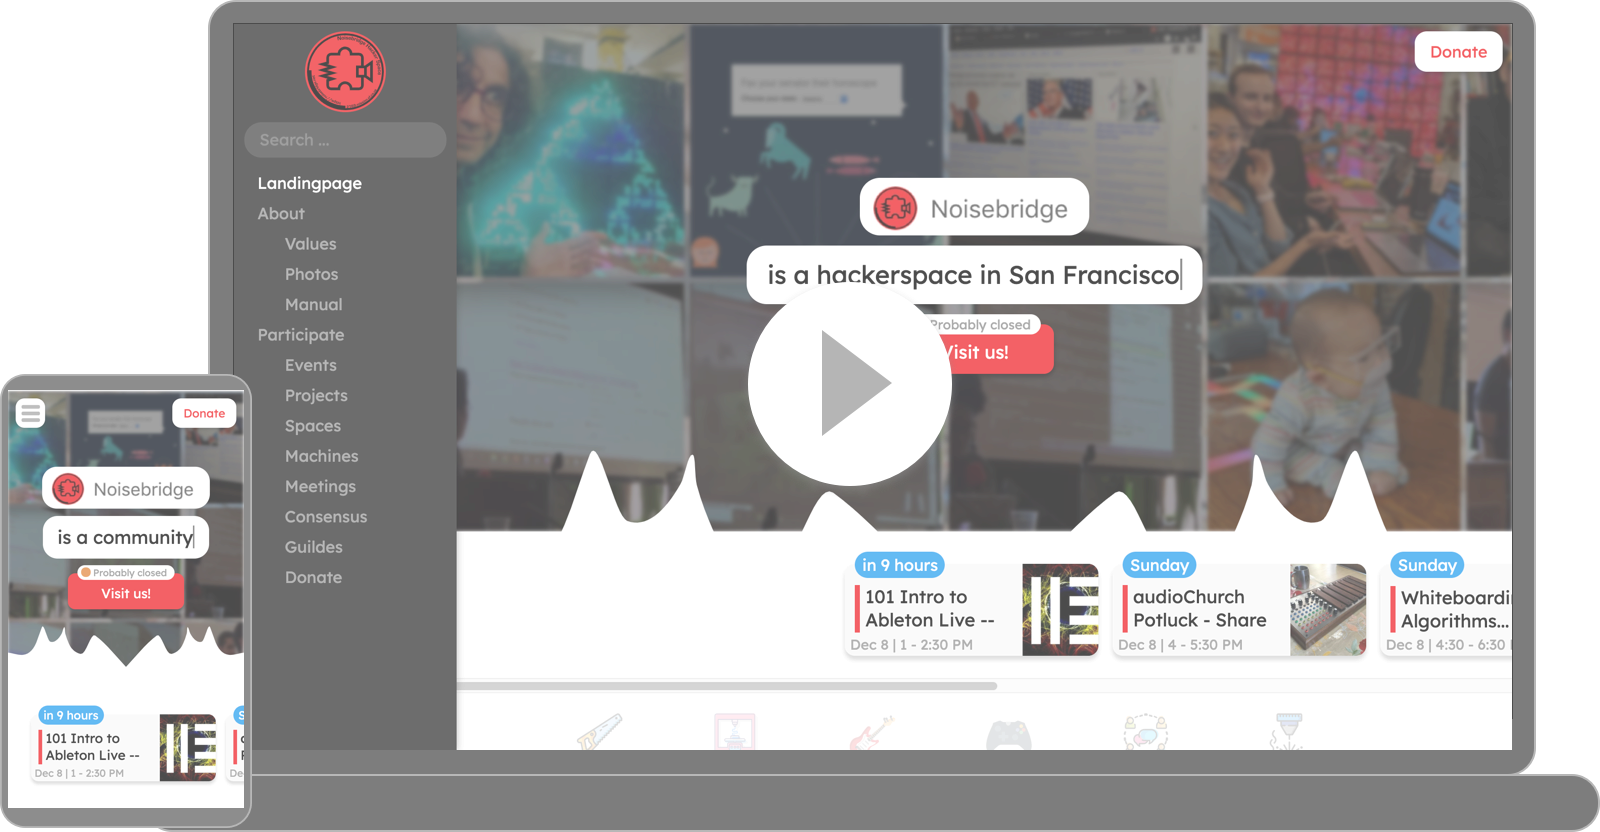 Search ...
Landingpage
About
Values
Photos
Manual
Participate
Events
Projects
Spaces
Machines
Meetings
Consensus
Guildes
Donate
Donate
Noisebridge
is a hackerspace in San Francisco
Probably closed
Visit us!
in 9 hours
101 Intro to
Ableton Live --
Dec 8 | 1 - 2:30 PM
Sunday
audioChurch
Potluck - Share
Dec 8 | 4 - 5:30 PM
Sunday
Algorithms...
Dec 8 | 4:30 - 6:30
Donate
Noisebridge
is a community
Probably closed
Visit us!
in 9 hours
101 Intro to
Ableton Live --
Dec 8 | 1 - 2:30 PM